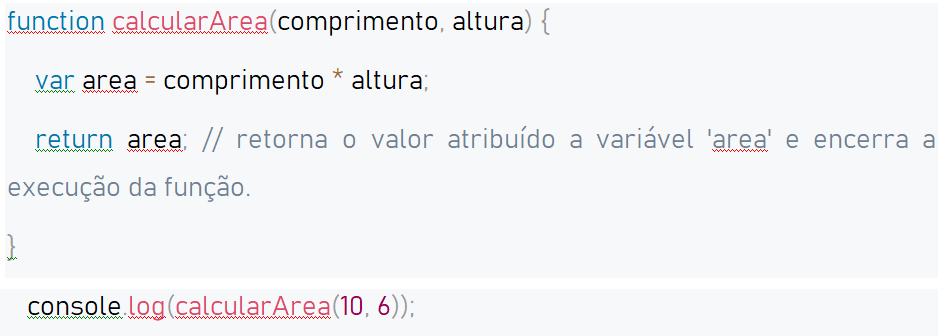 function calcularArea(comprimento, altura) {
var area = comprimento * altura;
return area; // retorna o valor atribuído a variável 'area' e encerra a
execução da função.
}
console.log(calcularArea(10, 6));